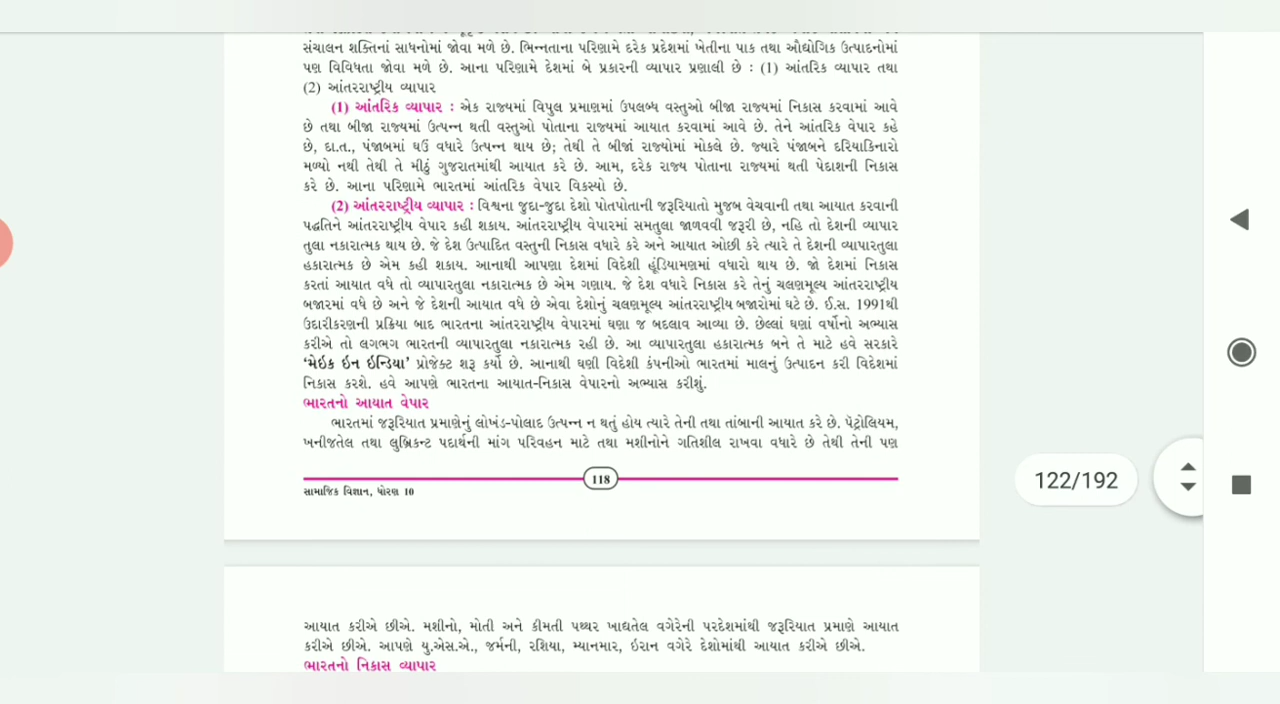 સંચાલન શક્તિનાં સાધનોમાં જોવા મળે છે. ભિન્નતાના પરિણામે દરેક પ્રદેશમાં ખેતીના પાક તથા ઔદ્યોગિક ઉત્પાદનોમાં
પણ વિવિધતા જોવા મળે છે. આના પરિણામે દેશમાં બે પ્રકારની વ્યાપાર પ્રણાલી છે : (1) આંતરિક વ્યાપાર તથા
(2) આંતરરાષ્ટ્રીય વ્યાપાર
(1) આંતરિક વ્યાપાર : એક રાજ્યમાં વિપુલ પ્રમાણમાં ઉપલબ્ધ વસ્તુઓ બીજા રાજ્યમાં નિકાસ કરવામાં આવે
છે તથા બીજા રાજ્યમાં ઉત્પન્ન થતી વસ્તુઓ પોતાના રાજ્યમાં આયાત કરવામાં આવે છે. તેને આંતરિક વેપાર કહે
છે, દા.ત., પંજાબમાં ઘઉં વધારે ઉત્પન્ન થાય છે; તેથી તે બીજાં રાજ્યોમાં મોકલે છે. જ્યારે પંજાબને દરિયાકિનારો
મળ્યો નથી તેથી તે મીઠું ગુજરાતમાંથી આયાત કરે છે. આમ, દરેક રાજ્ય પોતાના રાજ્યમાં થતી પેદાશની નિકાસ
કરે છે. આના પરિણામે ભારતમાં આંતરિક વેપાર વિકસ્યો છે.
(2) આંતરરાષ્ટ્રીય વ્યાપાર : વિશ્વના જુદા-જુદા દેશો પોતપોતાની જરૂરિયાતો મુજબ વેચવાની તથા આયાત કરવાની
પદ્ધતિને આંતરરાષ્ટ્રીય વેપાર કહી શકાય. આંતરરાષ્ટ્રીય વેપારમાં સમતુલા જાળવવી જરૂરી છે, નહિ તો દેશની વ્યાપાર
તુલા નકારાત્મક થાય છે. જે દેશ ઉત્પાદિત વસ્તુની નિકાસ વધારે કરે અને આયાત ઓછી કરે ત્યારે તે દેશની વ્યાપારતુલા
હકારાત્મક છે એમ કહી શકાય. આનાથી આપણા દેશમાં વિદેશી હૂંડિયામણમાં વધારો થાય છે. જો દેશમાં નિકાસ
કરતાં આયાત વધે તો વ્યાપારતુલા નકારાત્મક છે એમ ગણાય. જે દેશ વધારે નિકાસ કરે તેનું ચલણમૂલ્ય આંતરરાષ્ટ્રીય
બજારમાં વધે છે અને જે દેશની આયાત વધે છે એવા દેશોનું ચલણમૂલ્ય આંતરરાષ્ટ્રીય બજારોમાં ઘટે છે. ઈ.સ. 1991થી
ઉદારીકરણની પ્રક્રિયા બાદ ભારતના આંતરરાષ્ટ્રીય વેપારમાં ઘણા જ બદલાવ આવ્યા છે. છેલ્લાં ઘણાં વર્ષોનો અભ્યાસ
કરીએ તો લગભગ ભારતની વ્યાપારતુલા નકારાત્મક રહી છે. આ વ્યાપારતુલા હકારાત્મક બને તે માટે હવે સરકારે
‘મેઇક ઇન ઇન્ડિયા’ પ્રોજેક્ટ શરૂ કર્યો છે. આનાથી ઘણી વિદેશી કંપનીઓ ભારતમાં માલનું ઉત્પાદન કરી વિદેશમાં
નિકાસ કરશે. હવે આપણે ભારતના આયાત-નિકાસ વેપારનો અભ્યાસ કરીશું.
ભારતનો આયાત વેપાર
ભારતમાં જરૂરિયાત પ્રમાણેનું લોખંડ-પોલાદ ઉત્પન્ન ન થતું હોય ત્યારે તેની તથા તાંબાની આયાત કરે છે. પૅટ્રોલિયમ,
ખનીજતેલ તથા લુબ્રિકન્ટ પદાર્થની માંગ પરિવહન માટે તથા મશીનોને ગતિશીલ રાખવા વધારે છે તેથી તેની પણ
118
સામાજિક વિજ્ઞાન, ધોરણ 10
122/192
આયાત કરીએ છીએ. મશીનો, મોતી અને કીમતી પથ્થર ખાદ્યતેલ વગેરેની પરદેશમાંથી જરૂરિયાત પ્રમાણે આયાત
કરીએ છીએ. આપણે યુ.એસ.એ., જર્મની, રશિયા, મ્યાનમાર, ઇરાન વગેરે દેશોમાંથી આયાત કરીએ છીએ.
ભારતનો નિકાસ વ્યાપાર